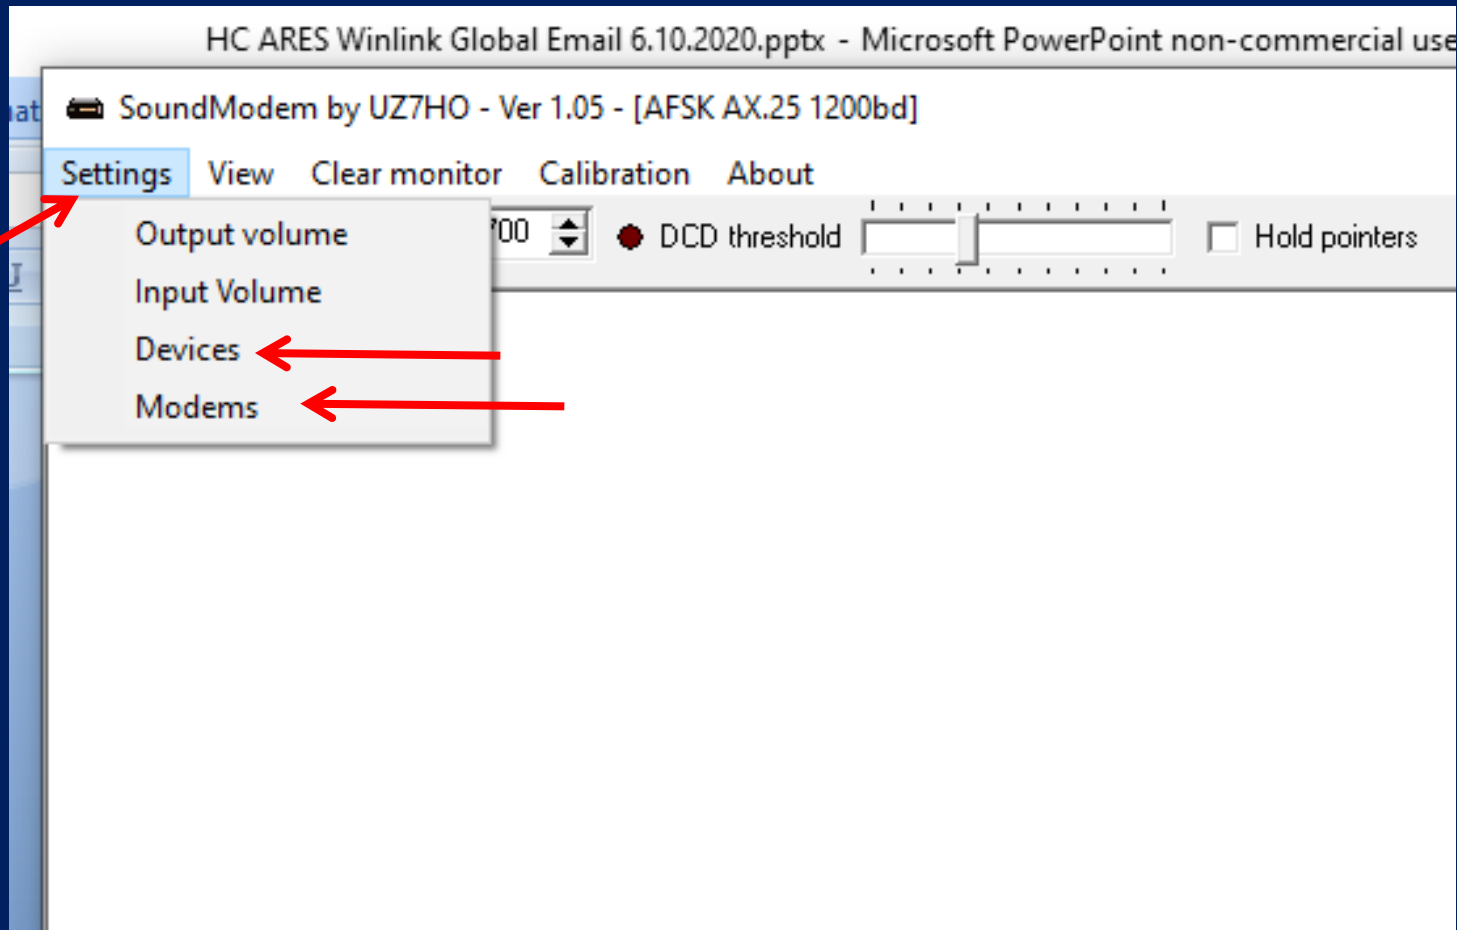 HC ARES Winlink Global Email 6.10.2020.pptx - Microsoft PowerPoint non-commercial use
SoundModem by UZ7HO - Ver 1.05 - [AFSK AX.25 1200bd]
Settings View Clear monitor Calibration About
Output volume
700 DCD threshold Hold pointers
Input Volume
Devices
Modems